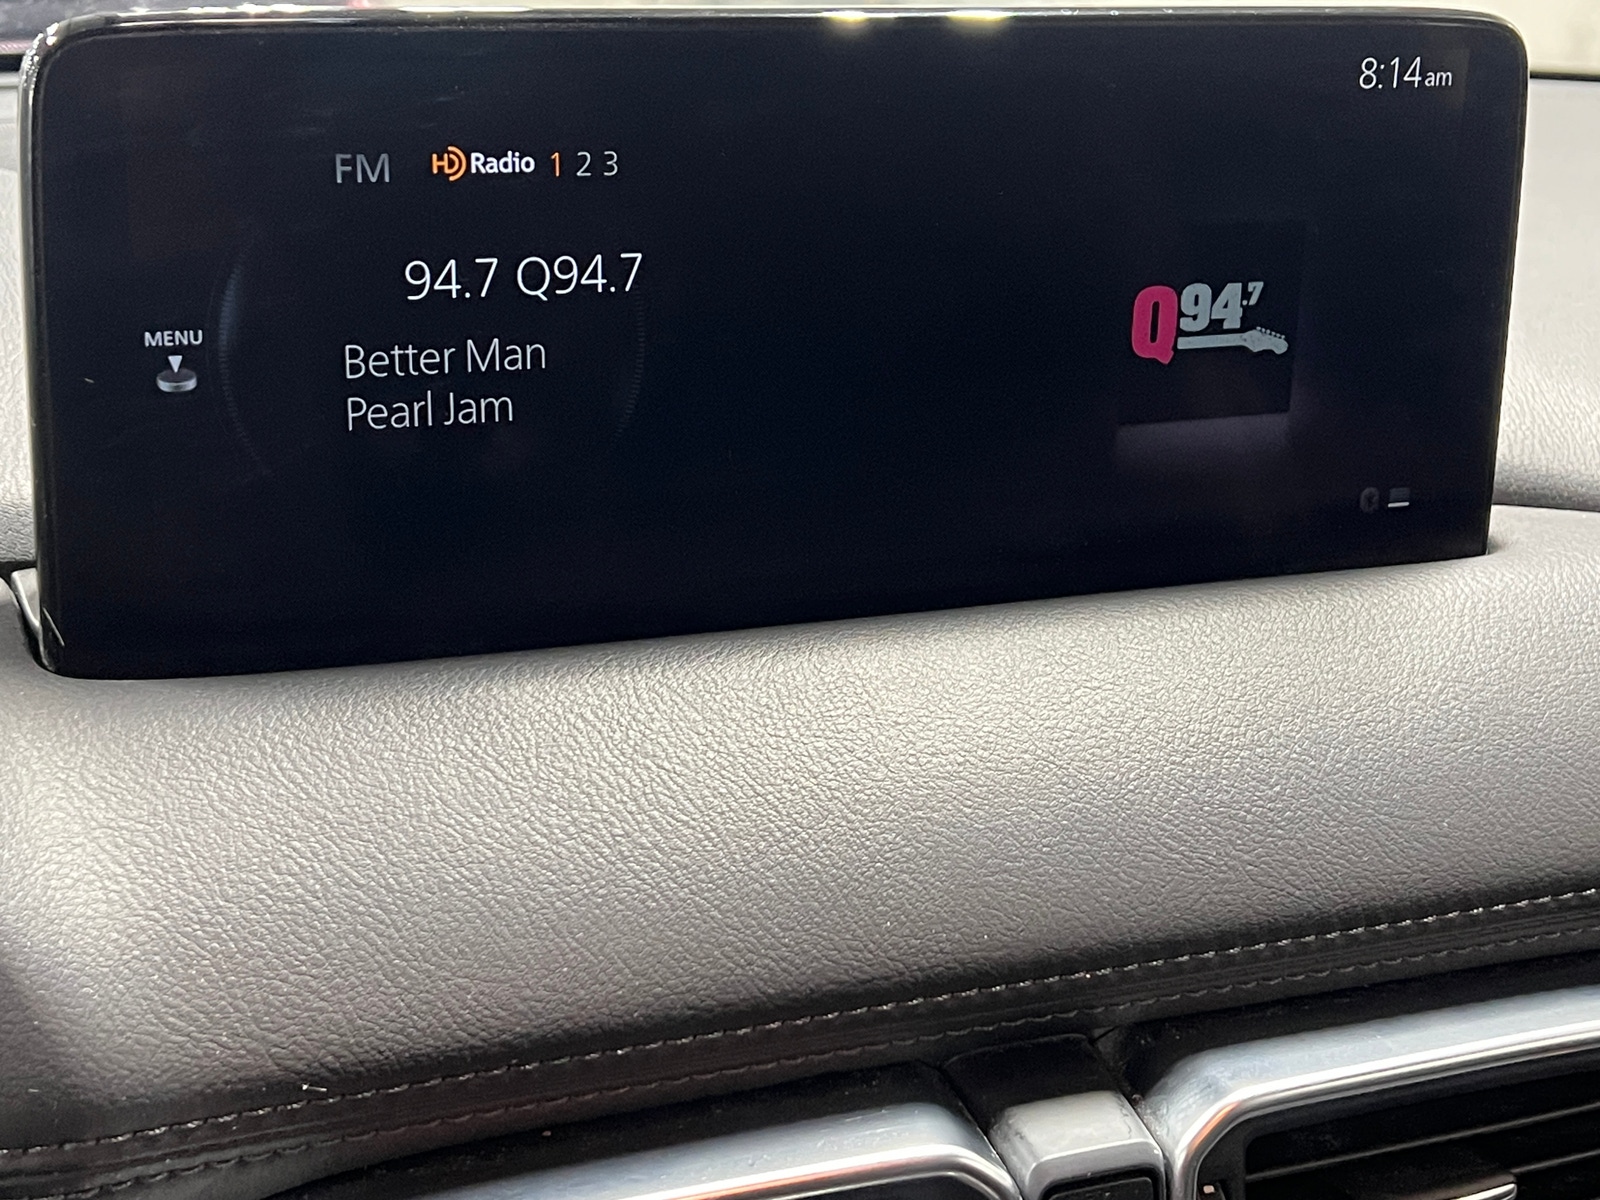 8:14am
FM HD Radio 1 2 3
94.7 Q94.7
Q94.7
MENU
Better Man
Pearl Jam